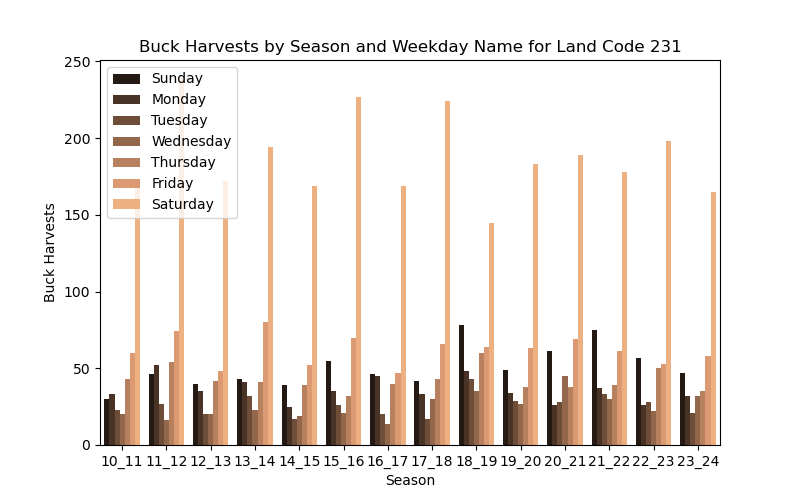 Buck Harvests by Season and Weekday Name for Land Code 231
250
200
150
100
50
0
Buck Harvests
Sunday
Monday
Tuesday
Wednesday
Thursday
Friday
Saturday
10_11 11_12 12_13 13_14 14_15 15_16 16_17 17_18 18_19 19_20 20_21 21_22 22_23 23_24
Season